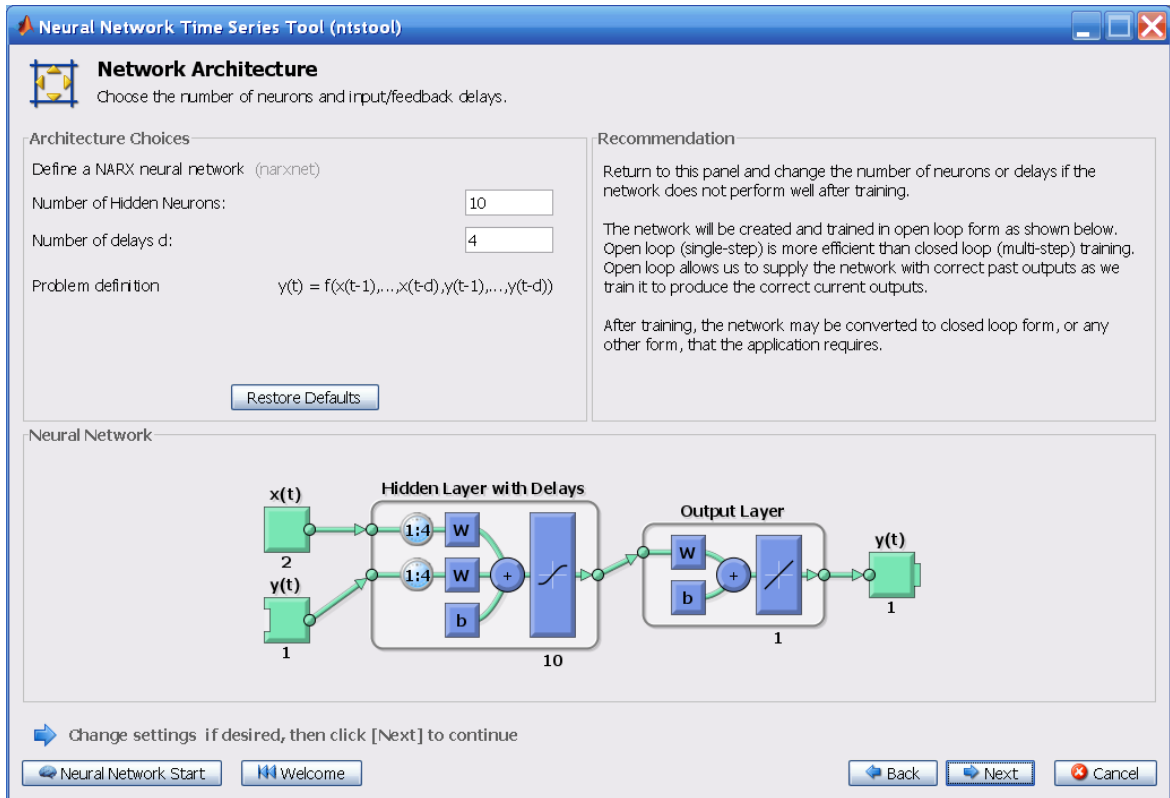 Neural Network Time Series Tool (ntstool)
Network Architecture
Choose the number of neurons and input/feedback delays.
Architecture Choices
Define a NARX neural network (narxnet)
Number of Hidden Neurons: 10
Number of delays d: 4
Problem definition y(t) = f(x(t-1),...,x(t-d),y(t-1),...,y(t-d))
Restore Defaults
Recommendation
Return to this panel and change the number of neurons or delays if the
network does not perform well after training.
The network will be created and trained in open loop form as shown below.
Open loop (single-step) is more efficient than closed loop (multi-step) training.
Open loop allows us to supply the network with correct past outputs as we
train it to produce the correct current outputs.
After training, the network may be converted to closed loop form, or any
other form, that the application requires.
Neural Network
x(t)
2
y(t)
1
Hidden Layer with Delays
1:4 W
1:4 W +
b
10
Output Layer
W
+
b
1
y(t)
1
Change settings if desired, then click [Next] to continue
Neural Network Start Welcome Back Next Cancel